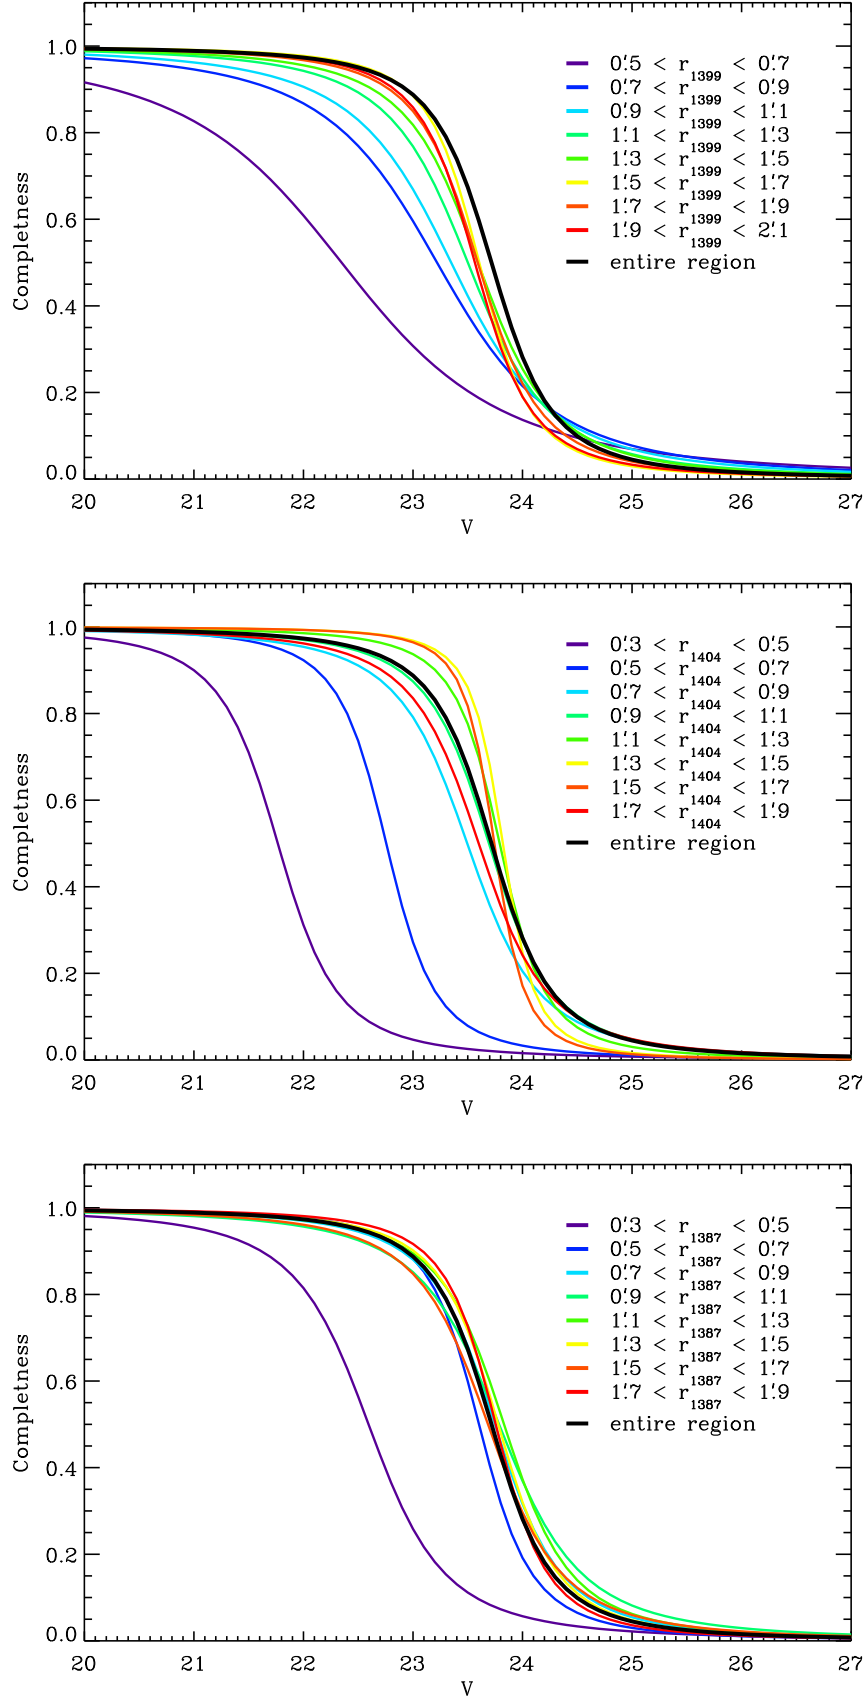 Completness
1.0
0.8
0.6
0.4
0.2
0.0
0'.5 < r1399 < 0'.7
0'.7 < r1399 < 0'.9
0'.9 < r1399 < 1'.1
1'.1 < r1399 < 1'.3
1'.3 < r1399 < 1'.5
1'.5 < r1399 < 1'.7
1'.7 < r1399 < 1'.9
1'.9 < r1399 < 2'.1
entire region
20 21 22 23 24 25 26 27
V
Completness
1.0
0.8
0.6
0.4
0.2
0.0
0'.3 < r1404 < 0'.5
0'.5 < r1404 < 0'.7
0'.7 < r1404 < 0'.9
0'.9 < r1404 < 1'.1
1'.1 < r1404 < 1'.3
1'.3 < r1404 < 1'.5
1'.5 < r1404 < 1'.7
1'.7 < r1404 < 1'.9
entire region
20 21 22 23 24 25 26 27
V
Completness
1.0
0.8
0.6
0.4
0.2
0.0
0'.3 < r1387 < 0'.5
0'.5 < r1387 < 0'.7
0'.7 < r1387 < 0'.9
0'.9 < r1387 < 1'.1
1'.1 < r1387 < 1'.3
1'.3 < r1387 < 1'.5
1'.5 < r1387 < 1'.7
1'.7 < r1387 < 1'.9
entire region
20 21 22 23 24 25 26 27
V